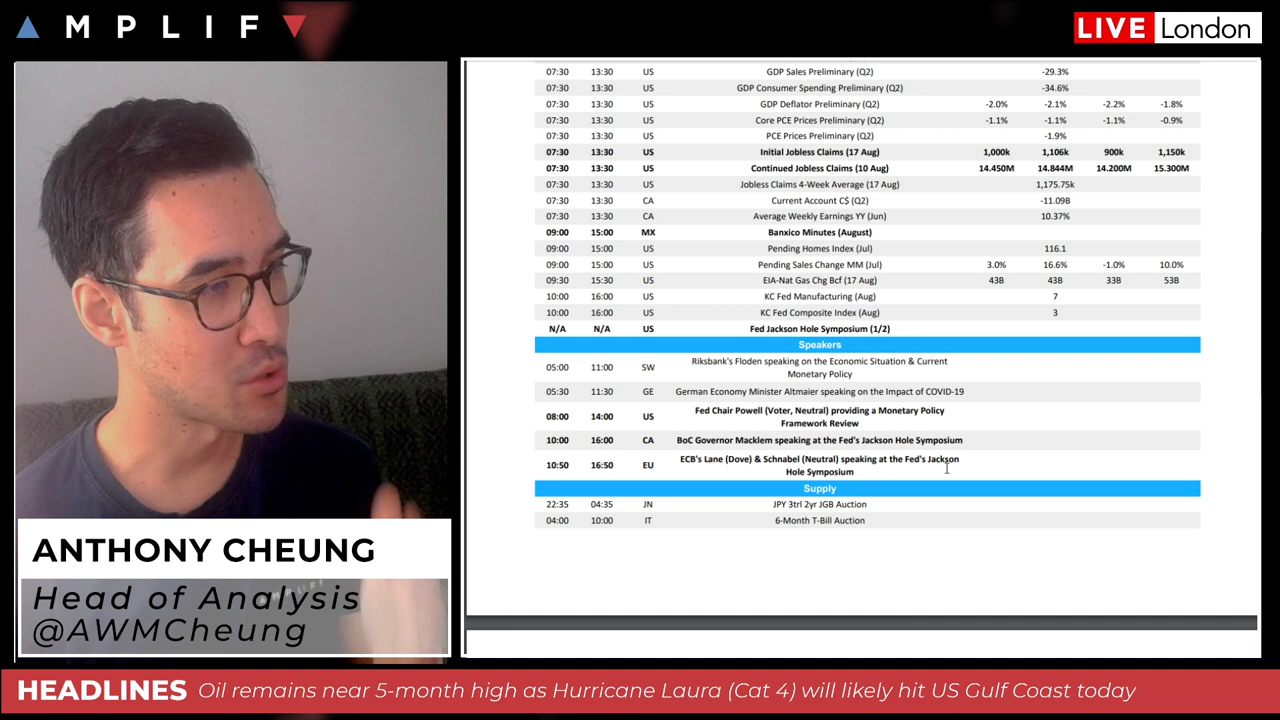 AMPLIFY
LIVE London
07:30 13:30 US GDP Sales Preliminary (Q2) -29.3%
07:30 13:30 US GDP Consumer Spending Preliminary (Q2) -34.6%
07:30 13:30 US GDP Deflator Preliminary (Q2) -2.0% -2.1% -2.2% -1.8%
07:30 13:30 US Core PCE Prices Preliminary (Q2) -1.1% -1.1% -1.1% -0.9%
07:30 13:30 US PCE Prices Preliminary (Q2) -1.9%
07:30 13:30 US Initial Jobless Claims (17 Aug) 1,000k 1,106k 900k 1,150k
07:30 13:30 US Continued Jobless Claims (10 Aug) 14.450M 14.844M 14.200M 15.300M
07:30 13:30 US Jobless Claims 4-Week Average (17 Aug) 1,175.75k
07:30 13:30 CA Current Account C$ (Q2) -11.09B
07:30 13:30 CA Average Weekly Earnings YY (Jun) 10.37%
09:00 15:00 MX Banxico Minutes (August)
09:00 15:00 US Pending Homes Index (Jul) 116.1
09:00 15:00 US Pending Sales Change MM (Jul) 3.0% 16.6% -1.0% 10.0%
09:30 15:30 US EIA-Nat Gas Chg Bcf (17 Aug) 43B 43B 33B 53B
10:00 16:00 US KC Fed Manufacturing (Aug) 7
10:00 16:00 US KC Fed Composite Index (Aug) 3
N/A N/A US Fed Jackson Hole Symposium (1/2)
Speakers
05:00 11:00 SW Riksbank's Floden speaking on the Economic Situation & Current
Monetary Policy
05:30 11:30 GE German Economy Minister Altmaier speaking on the Impact of COVID-19
08:00 14:00 US Fed Chair Powell (Voter, Neutral) providing a Monetary Policy
Framework Review
10:00 16:00 CA BoC Governor Macklem speaking at the Fed's Jackson Hole Symposium
10:50 16:50 EU ECB's Lane (Dove) & Schnabel (Neutral) speaking at the Fed's Jackson
Hole Symposium
Supply
22:35 04:35 JN JPY 3trl 2yr JGB Auction
04:00 10:00 IT 6-Month T-Bill Auction
ANTHONY CHEUNG
Head of Analysis
@AWMCheung
HEADLINES Oil remains near 5-month high as Hurricane Laura (Cat 4) will likely hit US Gulf Coast today